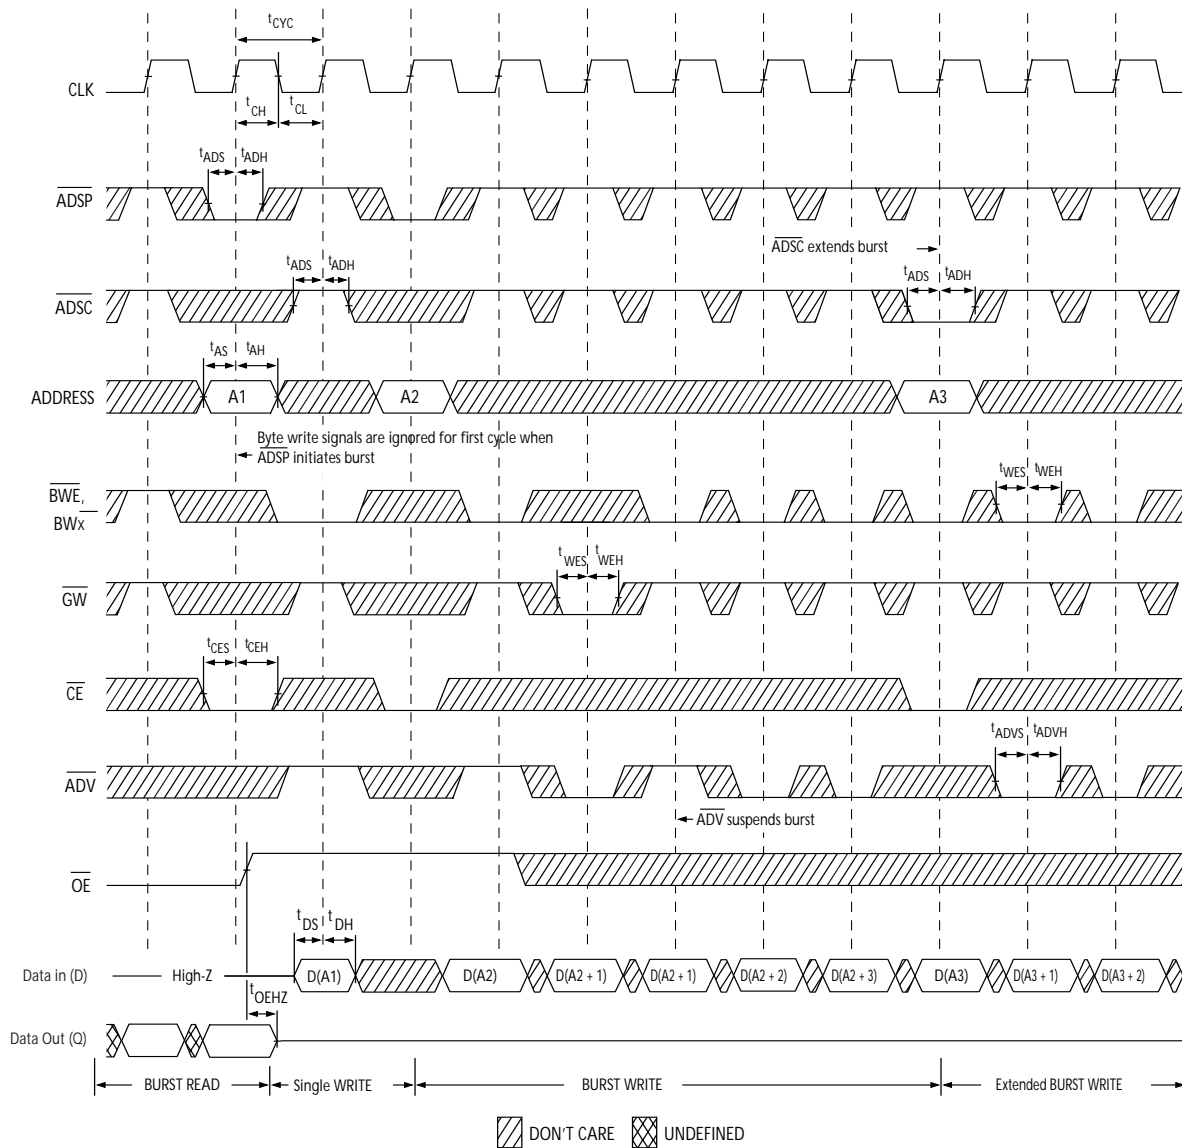 tCYC
CLK
tCH
tCL
tADS
tADH
ADSP
ADSC extends burst
tADS
tADH
tADS
tADH
ADSC
tAS
tAH
ADDRESS
A1
A2
A3
Byte write signals are ignored for first cycle when
ADSP initiates burst
tWES
tWEH
BWE,
BWX
tWES
tWEH
GW
tCES
tCEH
CE
tADVS
tADVH
ADV
ADV suspends burst
OE
tDS
tDH
Data in (D)
High-Z
D(A1)
D(A2)
D(A2 + 1)
D(A2 + 1)
D(A2 + 2)
D(A2 + 3)
D(A3)
D(A3 + 1)
D(A3 + 2)
tOEHZ
Data Out (Q)
BURST READ
Single WRITE
BURST WRITE
Extended BURST WRITE
DON'T CARE
UNDEFINED